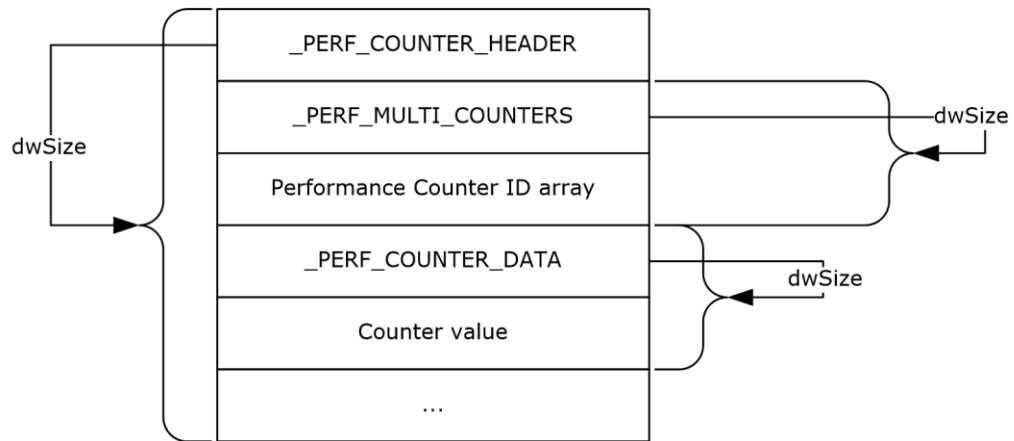 _PERF_COUNTER_HEADER
_PERF_MULTI_COUNTERS
dwSize
dwSize
Performance Counter ID array
_PERF_COUNTER_DATA
dwSize
Counter value
...